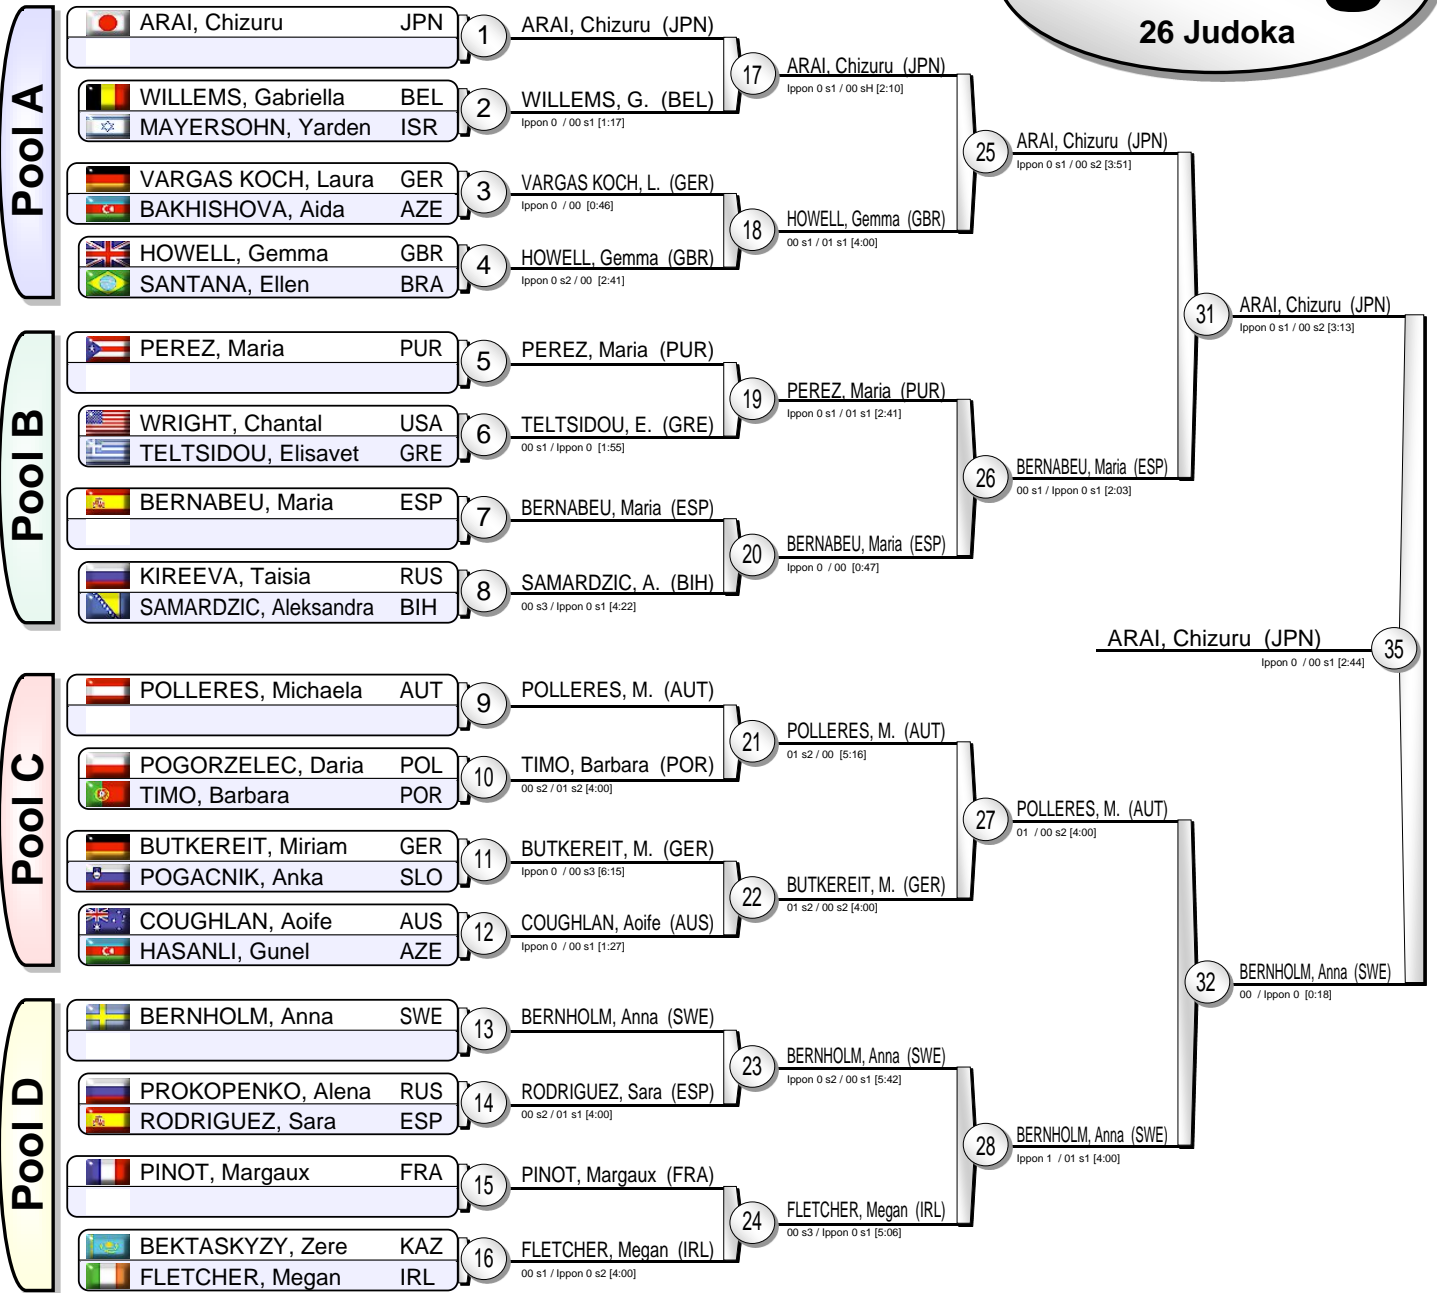 26 Judoka
Pool A
ARAI, Chizuru JPN
WILLEMS, Gabriella BEL
MAYERSOHN, Yarden ISR
VARGAS KOCH, Laura GER
BAKHISHOVA, Aida AZE
HOWELL, Gemma GBR
SANTANA, Ellen BRA
Pool B
PEREZ, Maria PUR
WRIGHT, Chantal USA
TELTSIDOU, Elisavet GRE
BERNABEU, Maria ESP
KIREEVA, Taisia RUS
SAMARDZIC, Aleksandra BIH
Pool C
POLLERES, Michaela AUT
POGORZELEC, Daria POL
TIMO, Barbara POR
BUTKEREIT, Miriam GER
POGACNIK, Anka SLO
COUGHLAN, Aoife AUS
HASANLI, Gunel AZE
Pool D
BERNHOLM, Anna SWE
PROKOPENKO, Alena RUS
RODRIGUEZ, Sara ESP
PINOT, Margaux FRA
BEKTASKYZY, Zere KAZ
FLETCHER, Megan IRL
1 ARAI, Chizuru (JPN)
2 WILLEMS, G. (BEL)
Ippon 0 / 00 s1 [1:17]
3 VARGAS KOCH, L. (GER)
Ippon 0 / 00 [0:46]
4 HOWELL, Gemma (GBR)
Ippon 0 s2 / 00 [2:41]
5 PEREZ, Maria (PUR)
6 TELTSIDOU, E. (GRE)
00 s1 / Ippon 0 [1:55]
7 BERNABEU, Maria (ESP)
8 SAMARDZIC, A. (BIH)
00 s3 / Ippon 0 s1 [4:22]
9 POLLERES, M. (AUT)
10 TIMO, Barbara (POR)
00 s2 / 01 s2 [4:00]
11 BUTKEREIT, M. (GER)
Ippon 0 / 00 s3 [6:15]
12 COUGHLAN, Aoife (AUS)
Ippon 0 / 00 s1 [1:27]
13 BERNHOLM, Anna (SWE)
14 RODRIGUEZ, Sara (ESP)
00 s2 / 01 s1 [4:00]
15 PINOT, Margaux (FRA)
16 FLETCHER, Megan (IRL)
00 s1 / Ippon 0 s2 [4:00]
17 ARAI, Chizuru (JPN)
Ippon 0 s1 / 00 sH [2:10]
18 HOWELL, Gemma (GBR)
00 s1 / 01 s1 [4:00]
19 PEREZ, Maria (PUR)
Ippon 0 s1 / 01 s1 [2:41]
20 BERNABEU, Maria (ESP)
Ippon 0 / 00 [0:47]
21 POLLERES, M. (AUT)
01 s2 / 00 [5:16]
22 BUTKEREIT, M. (GER)
01 s2 / 00 s2 [4:00]
23 BERNHOLM, Anna (SWE)
Ippon 0 s2 / 00 s1 [5:42]
24 FLETCHER, Megan (IRL)
00 s3 / Ippon 0 s1 [5:06]
25 ARAI, Chizuru (JPN)
Ippon 0 s1 / 00 s2 [3:51]
26 BERNABEU, Maria (ESP)
00 s1 / Ippon 0 s1 [2:03]
27 POLLERES, M. (AUT)
01 / 00 s2 [4:00]
28 BERNHOLM, Anna (SWE)
Ippon 1 / 01 s1 [4:00]
31 ARAI, Chizuru (JPN)
Ippon 0 s1 / 00 s2 [3:13]
32 BERNHOLM, Anna (SWE)
00 / Ippon 0 [0:18]
ARAI, Chizuru (JPN) 35
Ippon 0 / 00 s1 [2:44]